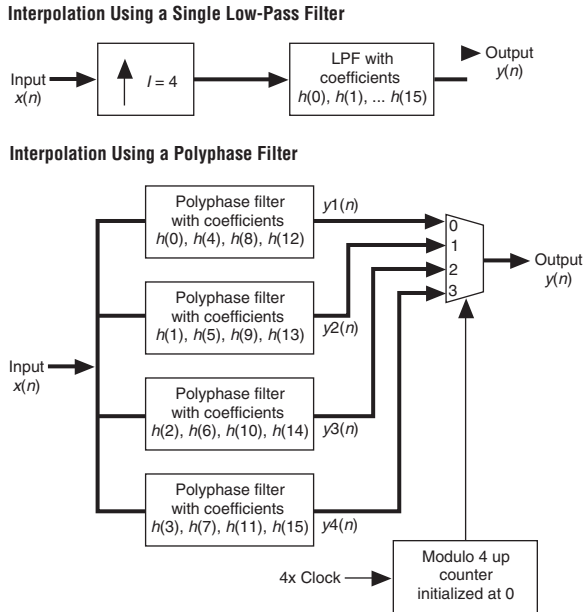 Interpolation Using a Single Low-Pass Filter
Input
x(n)
I = 4
LPF with
coefficients
h(0), h(1), ... h(15)
Output
y(n)
Interpolation Using a Polyphase Filter
Input
x(n)
Polyphase filter
with coefficients
h(0), h(4), h(8), h(12)
y1(n)
Polyphase filter
with coefficients
h(1), h(5), h(9), h(13)
y2(n)
Polyphase filter
with coefficients
h(2), h(6), h(10), h(14)
y3(n)
Polyphase filter
with coefficients
h(3), h(7), h(11), h(15)
y4(n)
0
1
2
3
Output
y(n)
4x Clock
Modulo 4 up
counter
initialized at 0